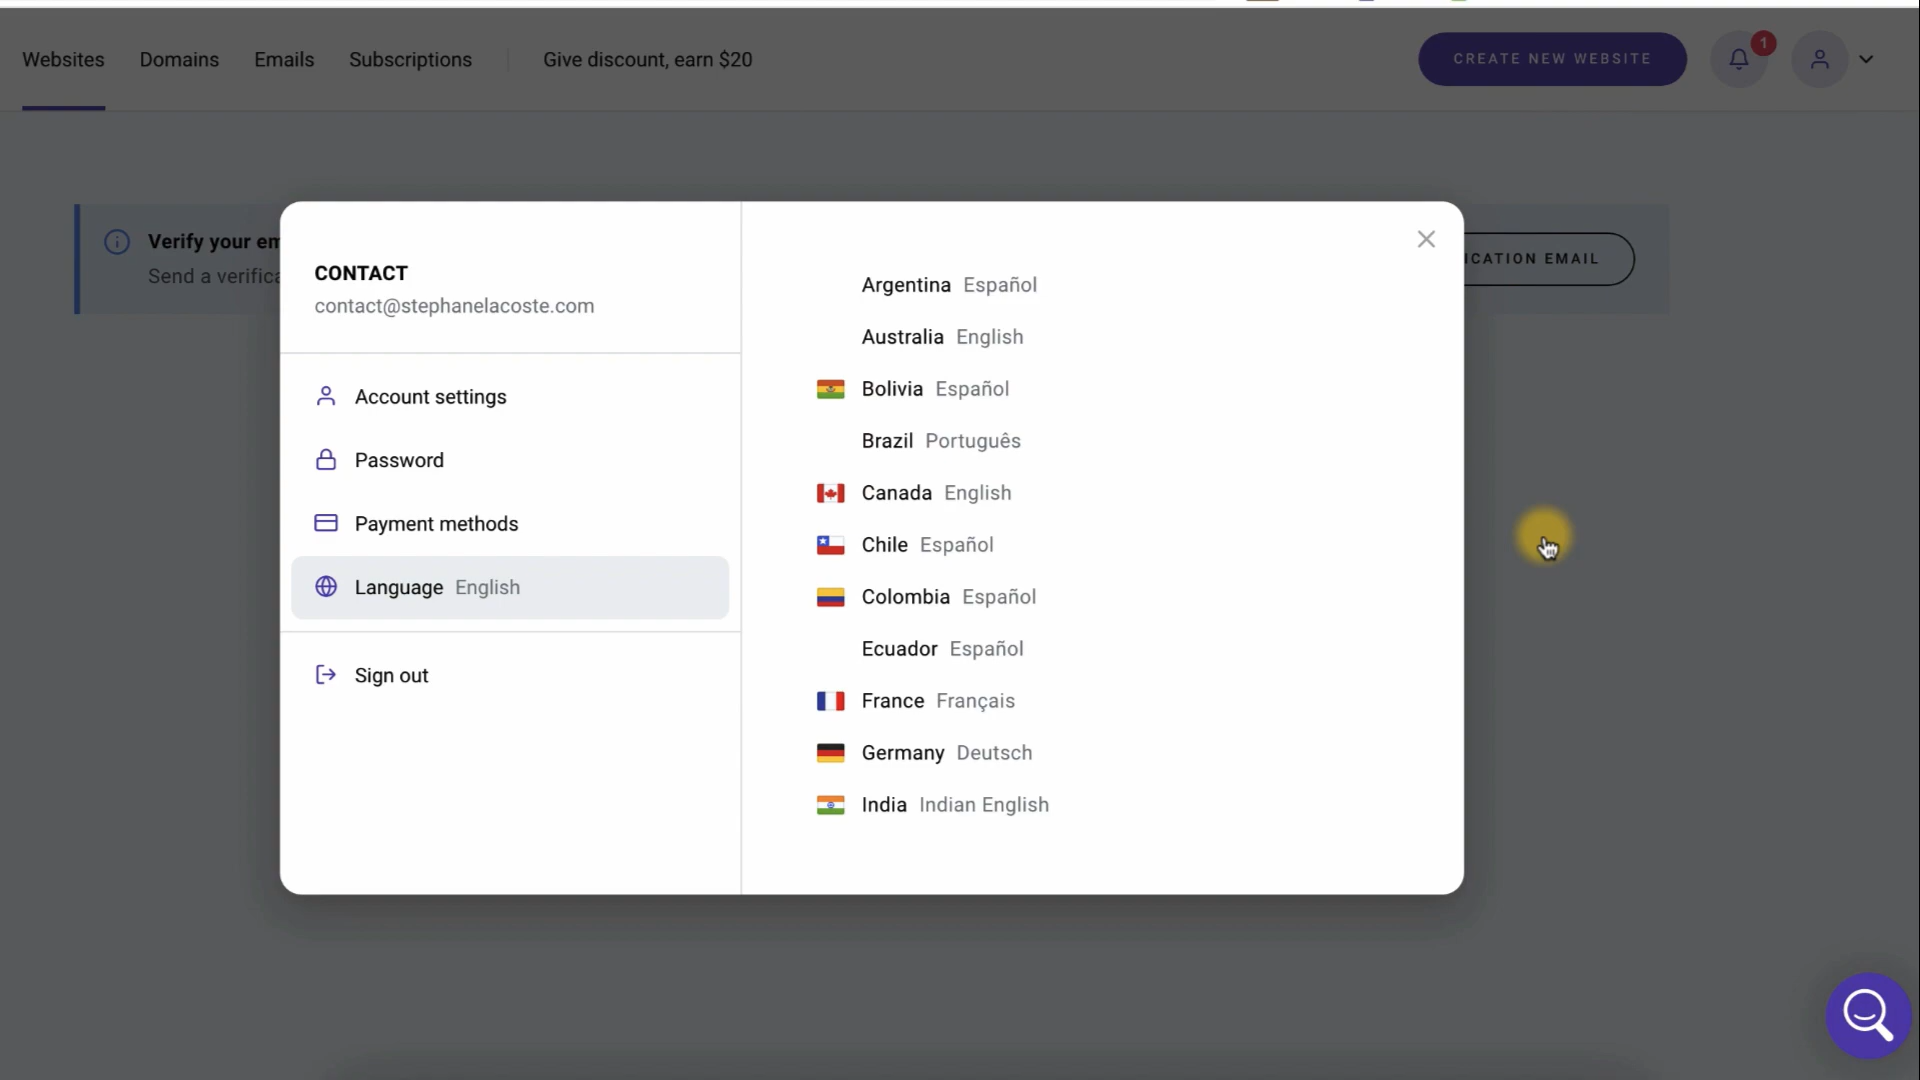 Websites Domains Emails Subscriptions Give discount, earn $20 CREATE NEW WEBSITE 1
Verify your em
Send a verifica
ICATION EMAIL
CONTACT
contact@stephanelacoste.com
Account settings
Password
Payment methods
Language English
Sign out
Argentina Español
Australia English
Bolivia Español
Brazil Português
Canada English
Chile Español
Colombia Español
Ecuador Español
France Français
Germany Deutsch
India Indian English